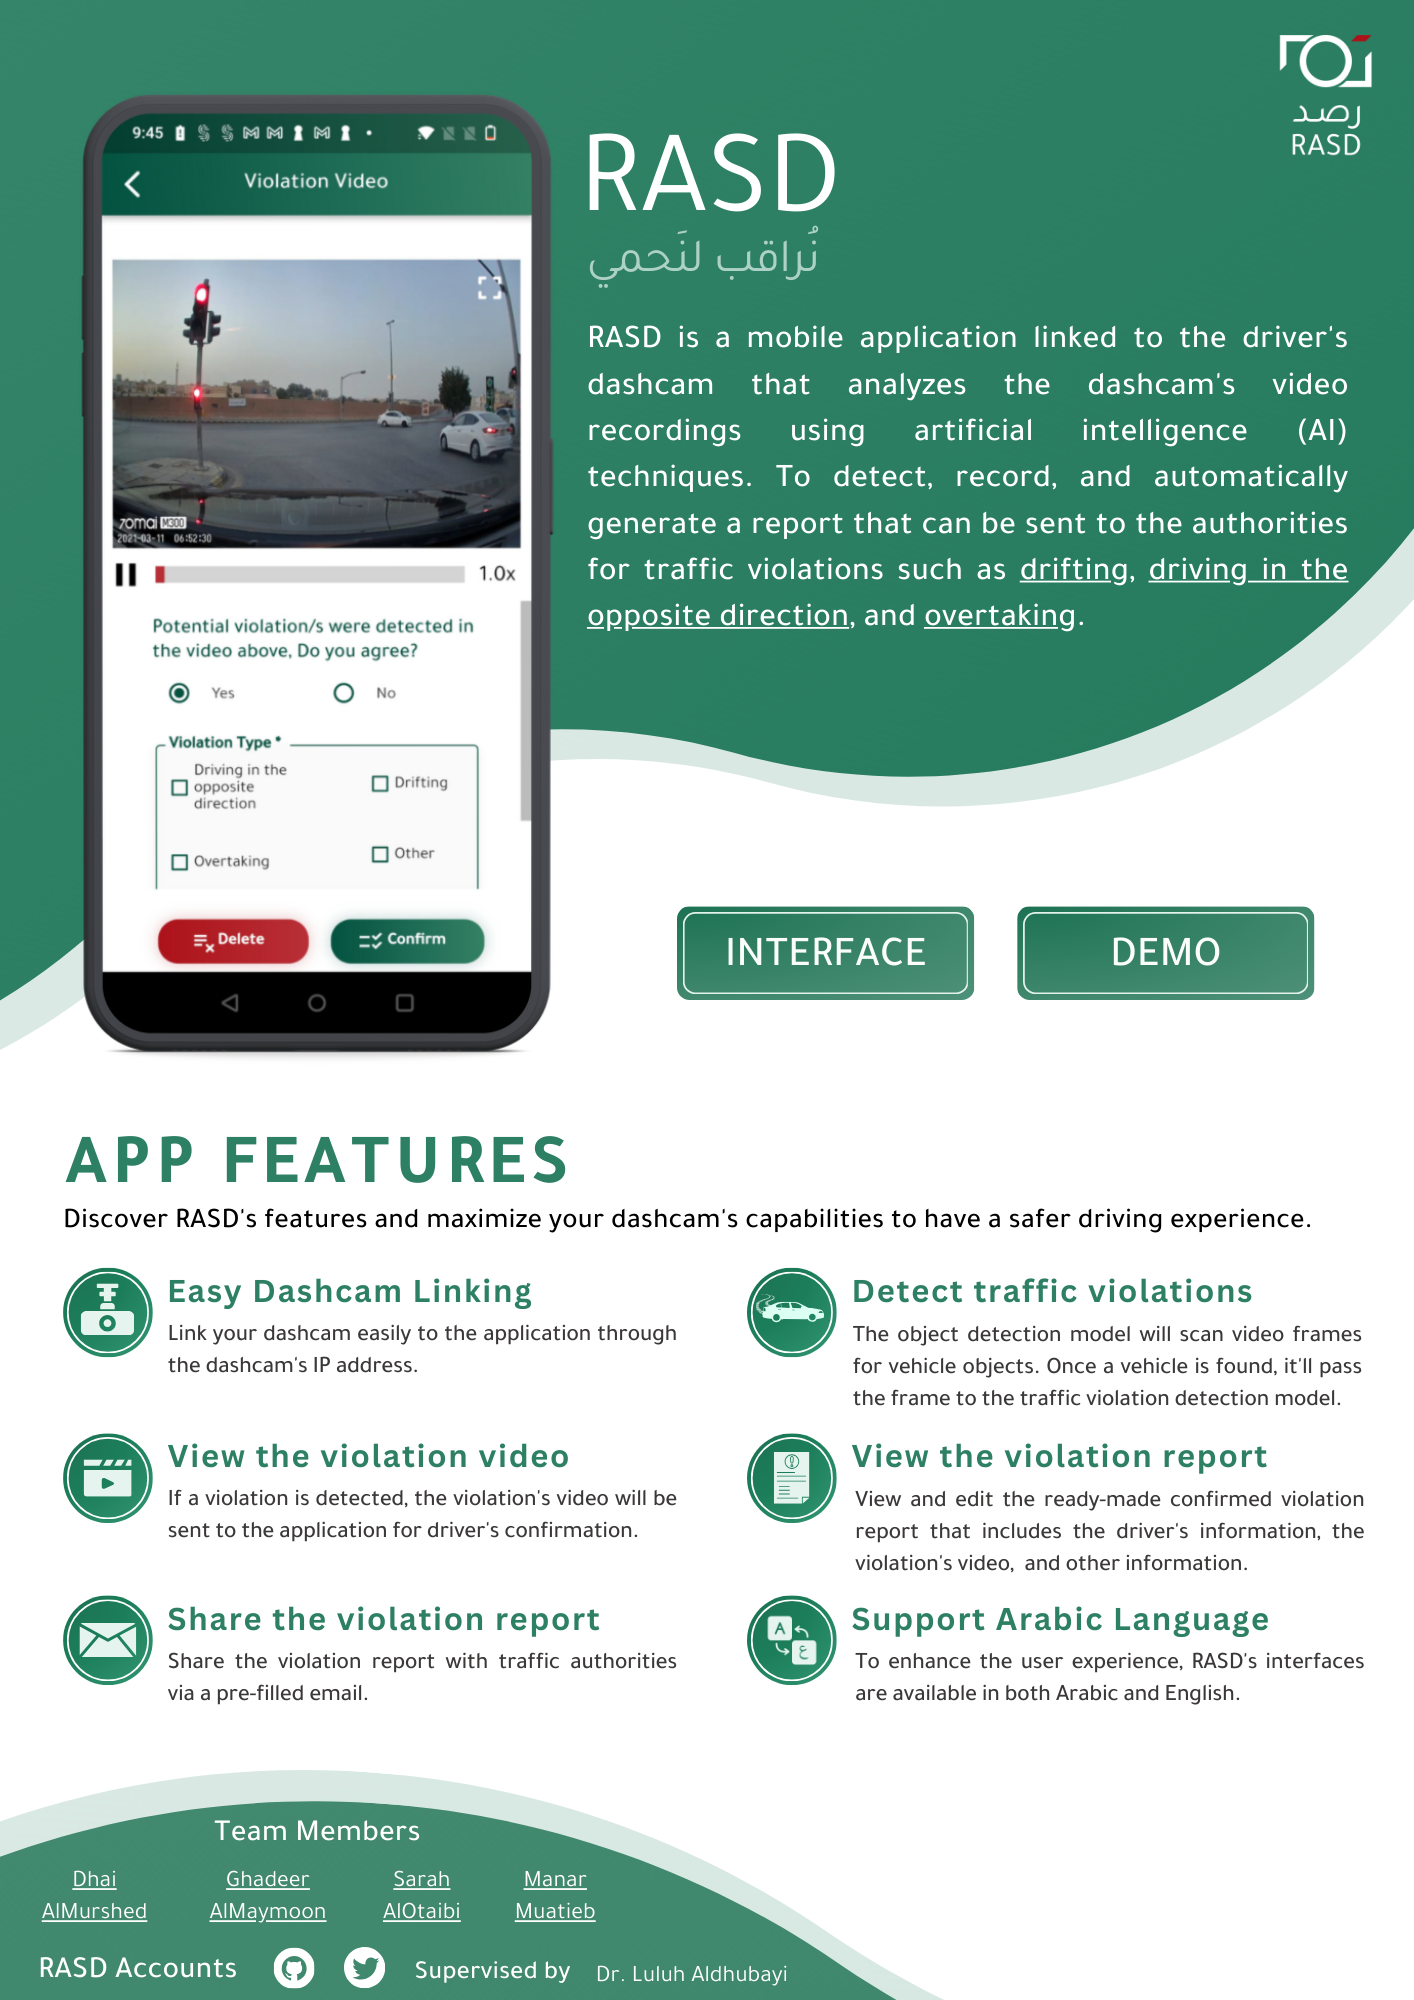 رصد
RASD
9:45
Violation Video
zomai M300
2021-03-11 06:52:30
1.0x
Potential violation/s were detected in
the video above, Do you agree?
Yes
No
Violation Type *
Driving in the
opposite
direction
Drifting
Overtaking
Other
Delete
Confirm
RASD
نُراقب لنَحمي
RASD is a mobile application linked to the driver's
dashcam that analyzes the dashcam's video
recordings using artificial intelligence (AI)
techniques. To detect, record, and automatically
generate a report that can be sent to the authorities
for traffic violations such as drifting, driving in the
opposite direction, and overtaking.
INTERFACE
DEMO
APP FEATURES
Discover RASD's features and maximize your dashcam's capabilities to have a safer driving experience.
Easy Dashcam Linking
Link your dashcam easily to the application through
the dashcam's IP address.
Detect traffic violations
The object detection model will scan video frames
for vehicle objects. Once a vehicle is found, it'll pass
the frame to the traffic violation detection model.
View the violation video
If a violation is detected, the violation's video will be
sent to the application for driver's confirmation.
View the violation report
View and edit the ready-made confirmed violation
report that includes the driver's information, the
violation's video, and other information.
Share the violation report
Share the violation report with traffic authorities
via a pre-filled email.
A
ع
Support Arabic Language
To enhance the user experience, RASD's interfaces
are available in both Arabic and English.
Team Members
Dhai
AlMurshed
Ghadeer
AlMaymoon
Sarah
AlOtaibi
Manar
Muatieb
RASD Accounts
Supervised by Dr. Luluh Aldhubayi